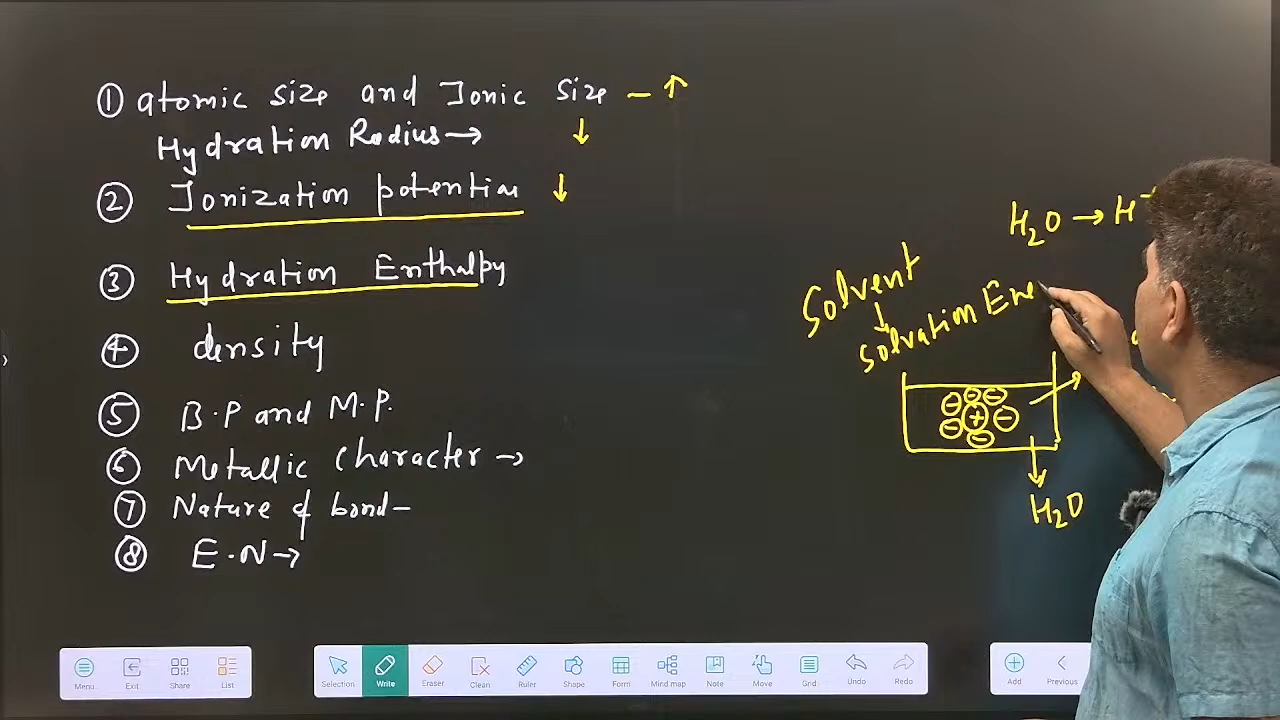 ① atomic size and Ionic size – ↑
Hydration Radius → ↓
② Ionization potential ↓
③ Hydration Enthalpy
④ density
⑤ B.P and M.P.
⑥ Metallic character →
⑦ Nature of bond –
⑧ E.N →
H₂O → H⁺
Solvent
↓
Solvation Ene
⊖ ⊖ ⊖
⊖ ⊕ ⊖
⊖
H₂O
Menu Exit Share List
Selection Write Eraser Clean Ruler Shape Form Mind map Note Move Grid Undo Redo
Add Previous